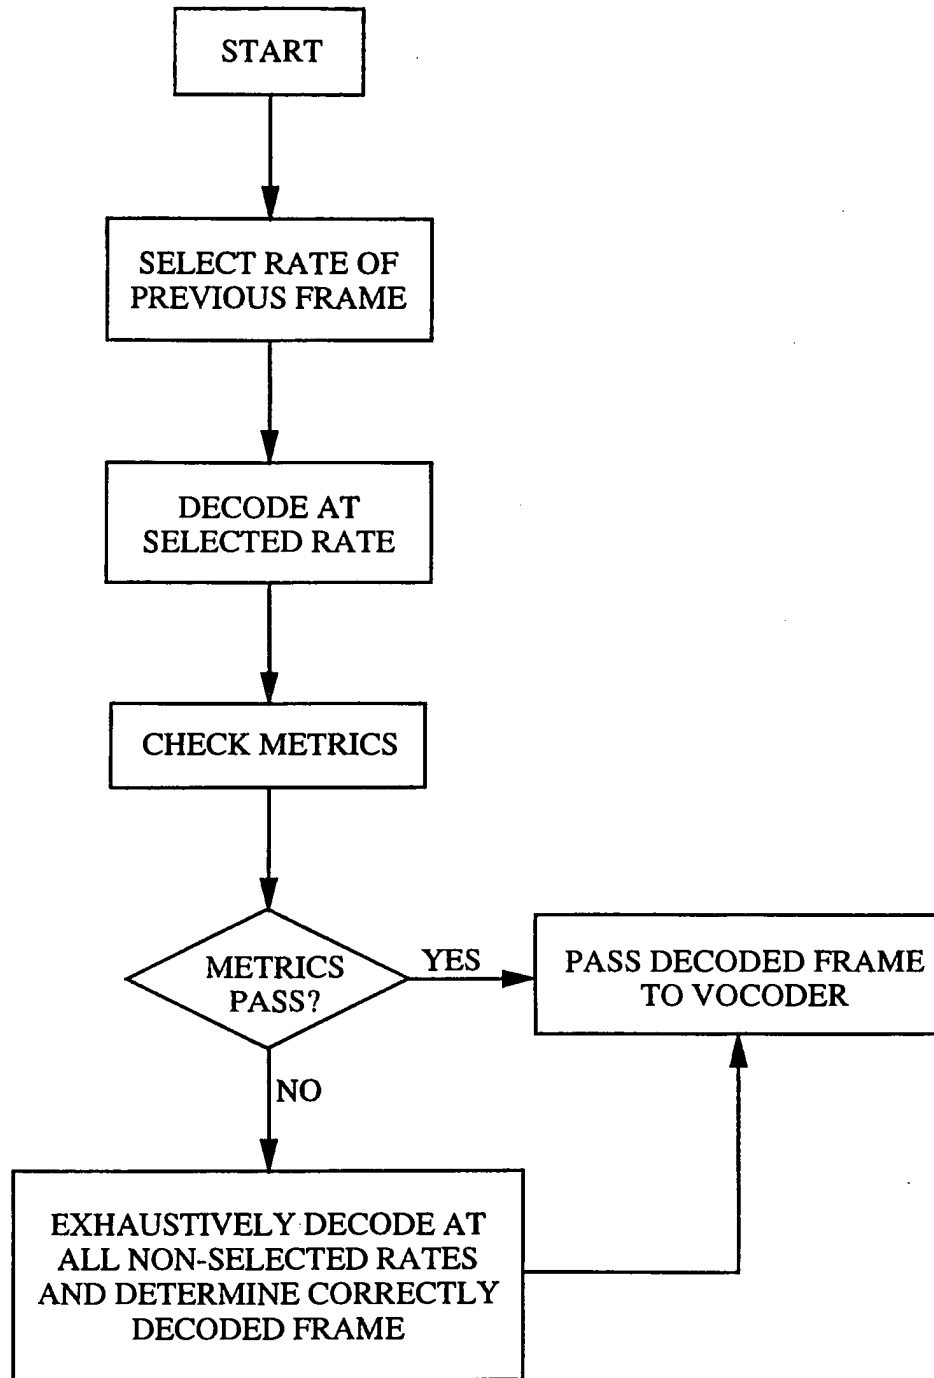 START
SELECT RATE OF
PREVIOUS FRAME
DECODE AT
SELECTED RATE
CHECK METRICS
METRICS
PASS?
YES
PASS DECODED FRAME
TO VOCODER
NO
EXHAUSTIVELY DECODE AT
ALL NON-SELECTED RATES
AND DETERMINE CORRECTLY
DECODED FRAME